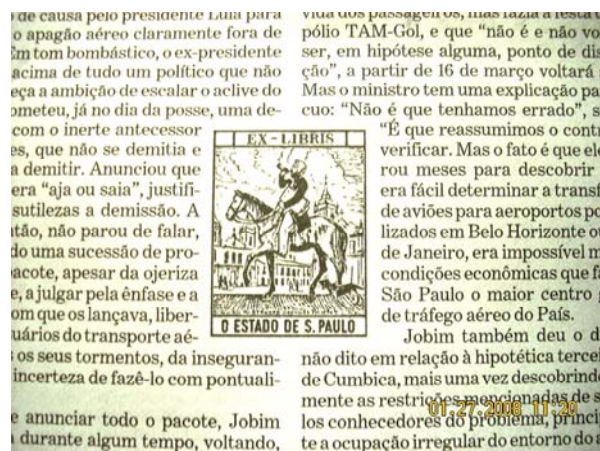 de causa pelo presidente Lula para
o apagão aéreo claramente fora de
Em tom bombástico, o ex-presidente
acima de tudo um político que não
eça a ambição de escalar o aclive do
ometeu, já no dia da posse, uma de-
com o inerte antecessor
es, que não se demitia e
a demitir. Anunciou que
era “aja ou saia”, justifi-
sutilezas a demissão. A
tão, não parou de falar,
do uma sucessão de pro-
pacote, apesar da ojeriza
e, a julgar pela ênfase e a
om que os lançava, liber-
uários do transporte aé-
os seus tormentos, da inseguran-
incerteza de fazê-lo com pontuali-
e anunciar todo o pacote, Jobim
durante algum tempo, voltando,
EX-LIBRIS
O ESTADO DE S. PAULO
vida dos passageiros, mas fazia a festa d
pólio TAM-Gol, e que “não é e não vo
ser, em hipótese alguma, ponto de dis
ção”, a partir de 16 de março voltará
Mas o ministro tem uma explicação pa
cuo: “Não é que tenhamos errado”, s
“É que reassumimos o contr
verificar. Mas o fato é que ele
rou meses para descobrir
era fácil determinar a transf
de aviões para aeroportos po
lizados em Belo Horizonte ou
de Janeiro, era impossível m
condições econômicas que fa
São Paulo o maior centro
de tráfego aéreo do País.
Jobim também deu o d
não dito em relação à hipotética tercei
de Cumbica, mais uma vez descobrindo
mente as restrições mencionadas de s
los conhecedores do problema, princi
te a ocupação irregular do entorno do a
01.27.2008 11:20